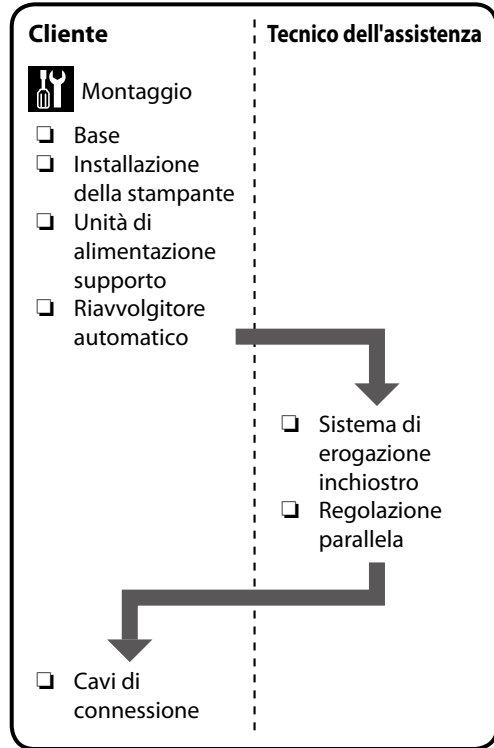 Cliente
Tecnico dell'assistenza
Montaggio
❏ Base
❏ Installazione
della stampante
❏ Unità di
alimentazione
supporto
❏ Riavvolgitore
automatico
❏ Sistema di
erogazione
inchiostro
❏ Regolazione
parallela
❏ Cavi di
connessione